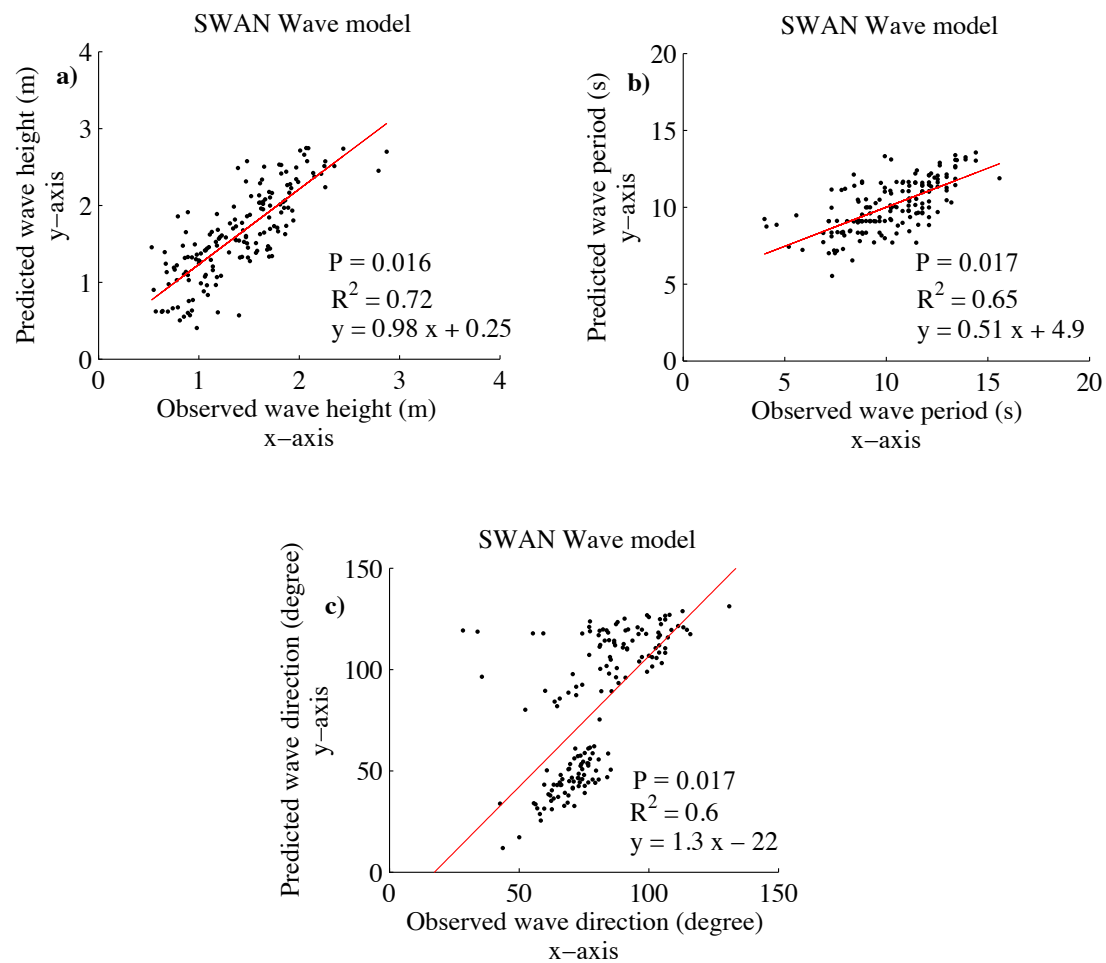 SWAN Wave model
a)
Predicted wave height (m)
y−axis
4
3
2
1
0
P = 0.016
R² = 0.72
y = 0.98 x + 0.25
0 1 2 3 4
Observed wave height (m)
x−axis
SWAN Wave model
b)
Predicted wave period (s)
y−axis
20
15
10
5
0
P = 0.017
R² = 0.65
y = 0.51 x + 4.9
0 5 10 15 20
Observed wave period (s)
x−axis
SWAN Wave model
c)
Predicted wave direction (degree)
y−axis
150
100
50
0
P = 0.017
R² = 0.6
y = 1.3 x − 22
0 50 100 150
Observed wave direction (degree)
x−axis